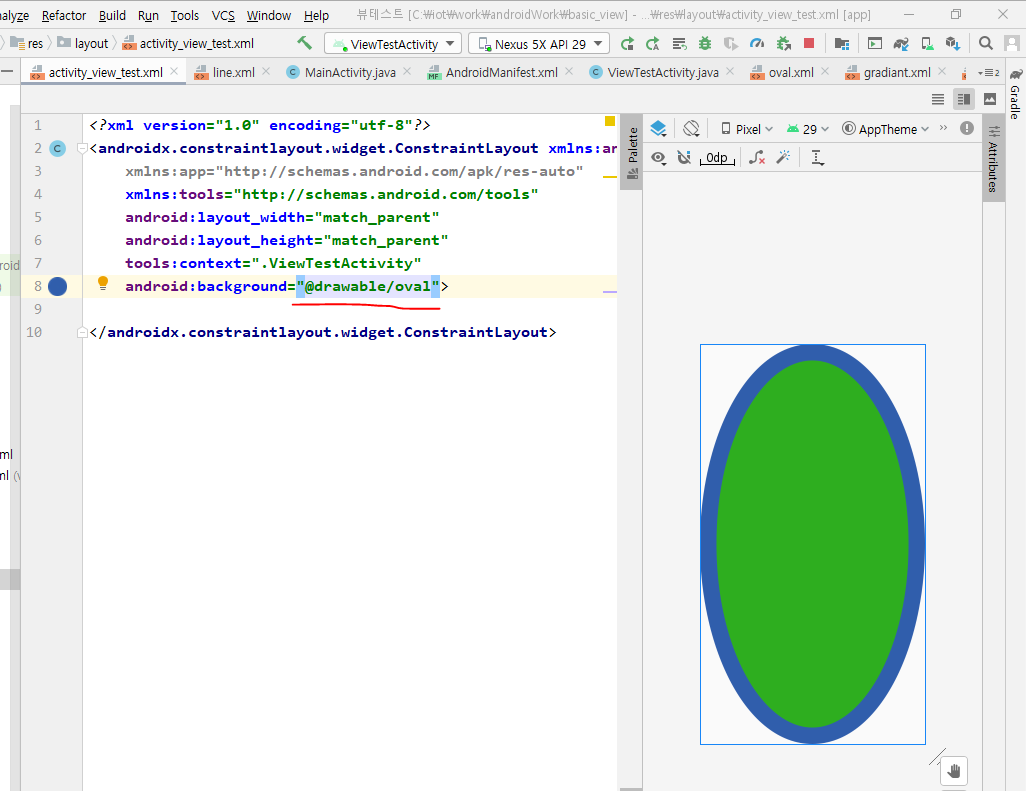 nalyze Refactor Build Run Tools VCS Window Help 뷰테스트 [C:₩iot₩work₩androidWork₩basic_view] - ...₩res₩layout₩activity_view_test.xml [app]
res layout activity_view_test.xml ViewTestActivity Nexus 5X API 29
activity_view_test.xml line.xml MainActivity.java AndroidManifest.xml ViewTestActivity.java oval.xml gradiant.xml 2
Gradle
Palette
Pixel 29 AppTheme
0dp
Attributes
1 <?xml version="1.0" encoding="utf-8"?>
2 <androidx.constraintlayout.widget.ConstraintLayout xmlns:ar
3 xmlns:app="http://schemas.android.com/apk/res-auto"
4 xmlns:tools="http://schemas.android.com/tools"
5 android:layout_width="match_parent"
6 android:layout_height="match_parent"
7 tools:context=".ViewTestActivity"
8 android:background="@drawable/oval">
9
10 </androidx.constraintlayout.widget.ConstraintLayout>
roid
ml
ml (v